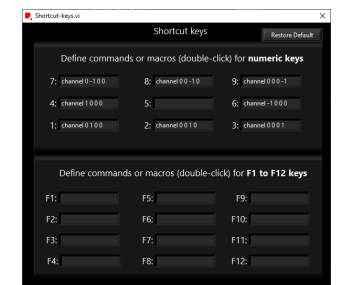 Shortcut-keys.vi
Shortcut keys
Restore Default
Define commands or macros (double-click) for numeric keys
7: channel 0 -1 0 0 8: channel 0 0 -1 0 9: channel 0 0 0 -1
4: channel 1 0 0 0 5: 6: channel -1 0 0 0
1: channel 0 1 0 0 2: channel 0 0 1 0 3: channel 0 0 0 1
Define commands or macros (double-click) for F1 to F12 keys
F1: F5: F9:
F2: F6: F10:
F3: F7: F11:
F4: F8: F12: